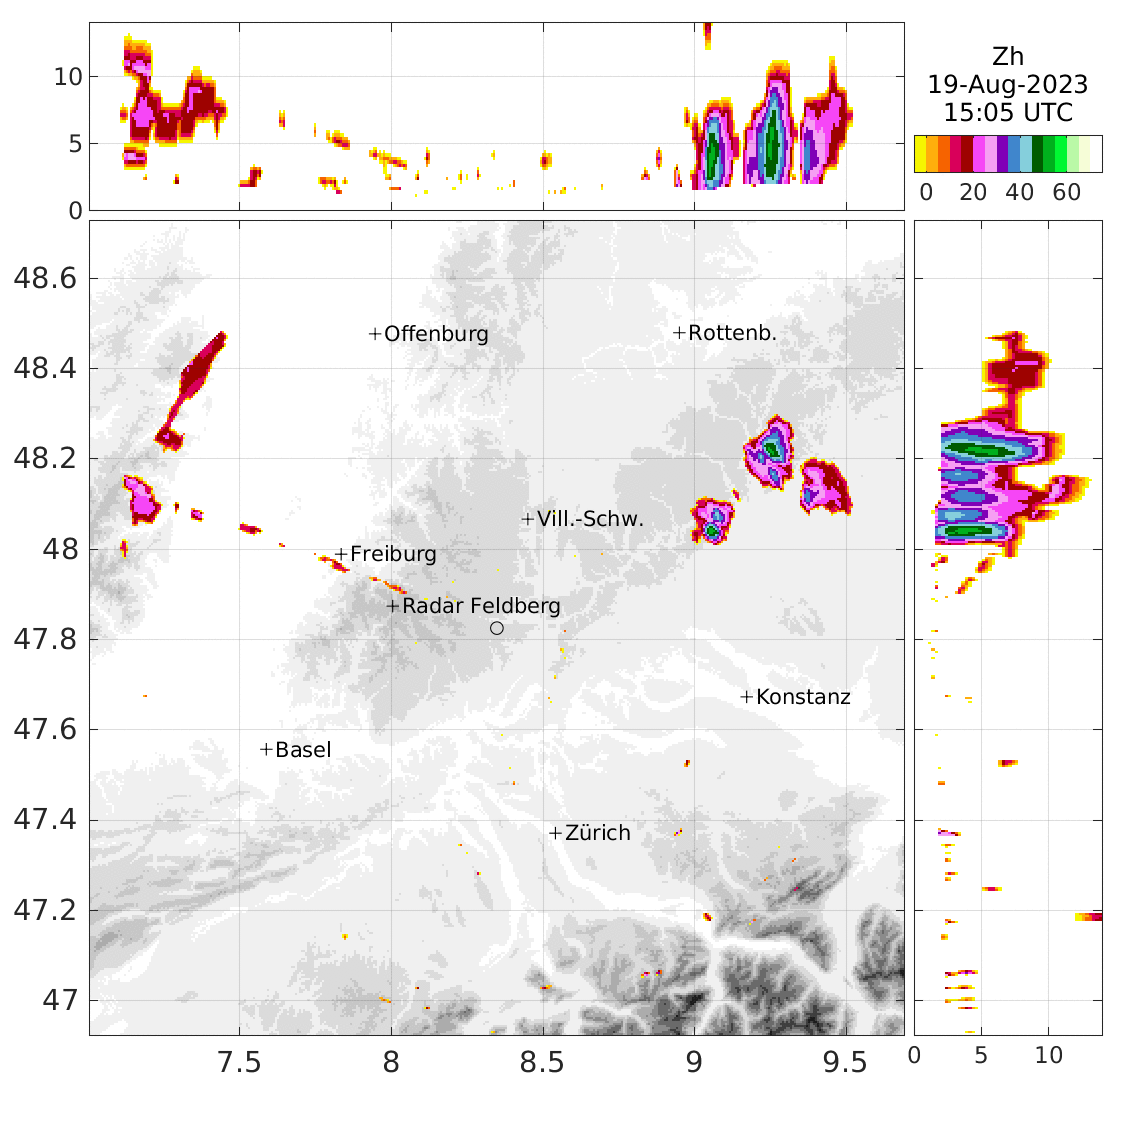 10
5
0
Zh
19-Aug-2023
15:05 UTC
0 20 40 60
48.6
48.4
48.2
48
47.8
47.6
47.4
47.2
47
+Offenburg
+Rottenb.
+Vill.-Schw.
+Freiburg
+Radar Feldberg
+Konstanz
+Basel
+Zürich
7.5 8 8.5 9 9.5
0 5 10